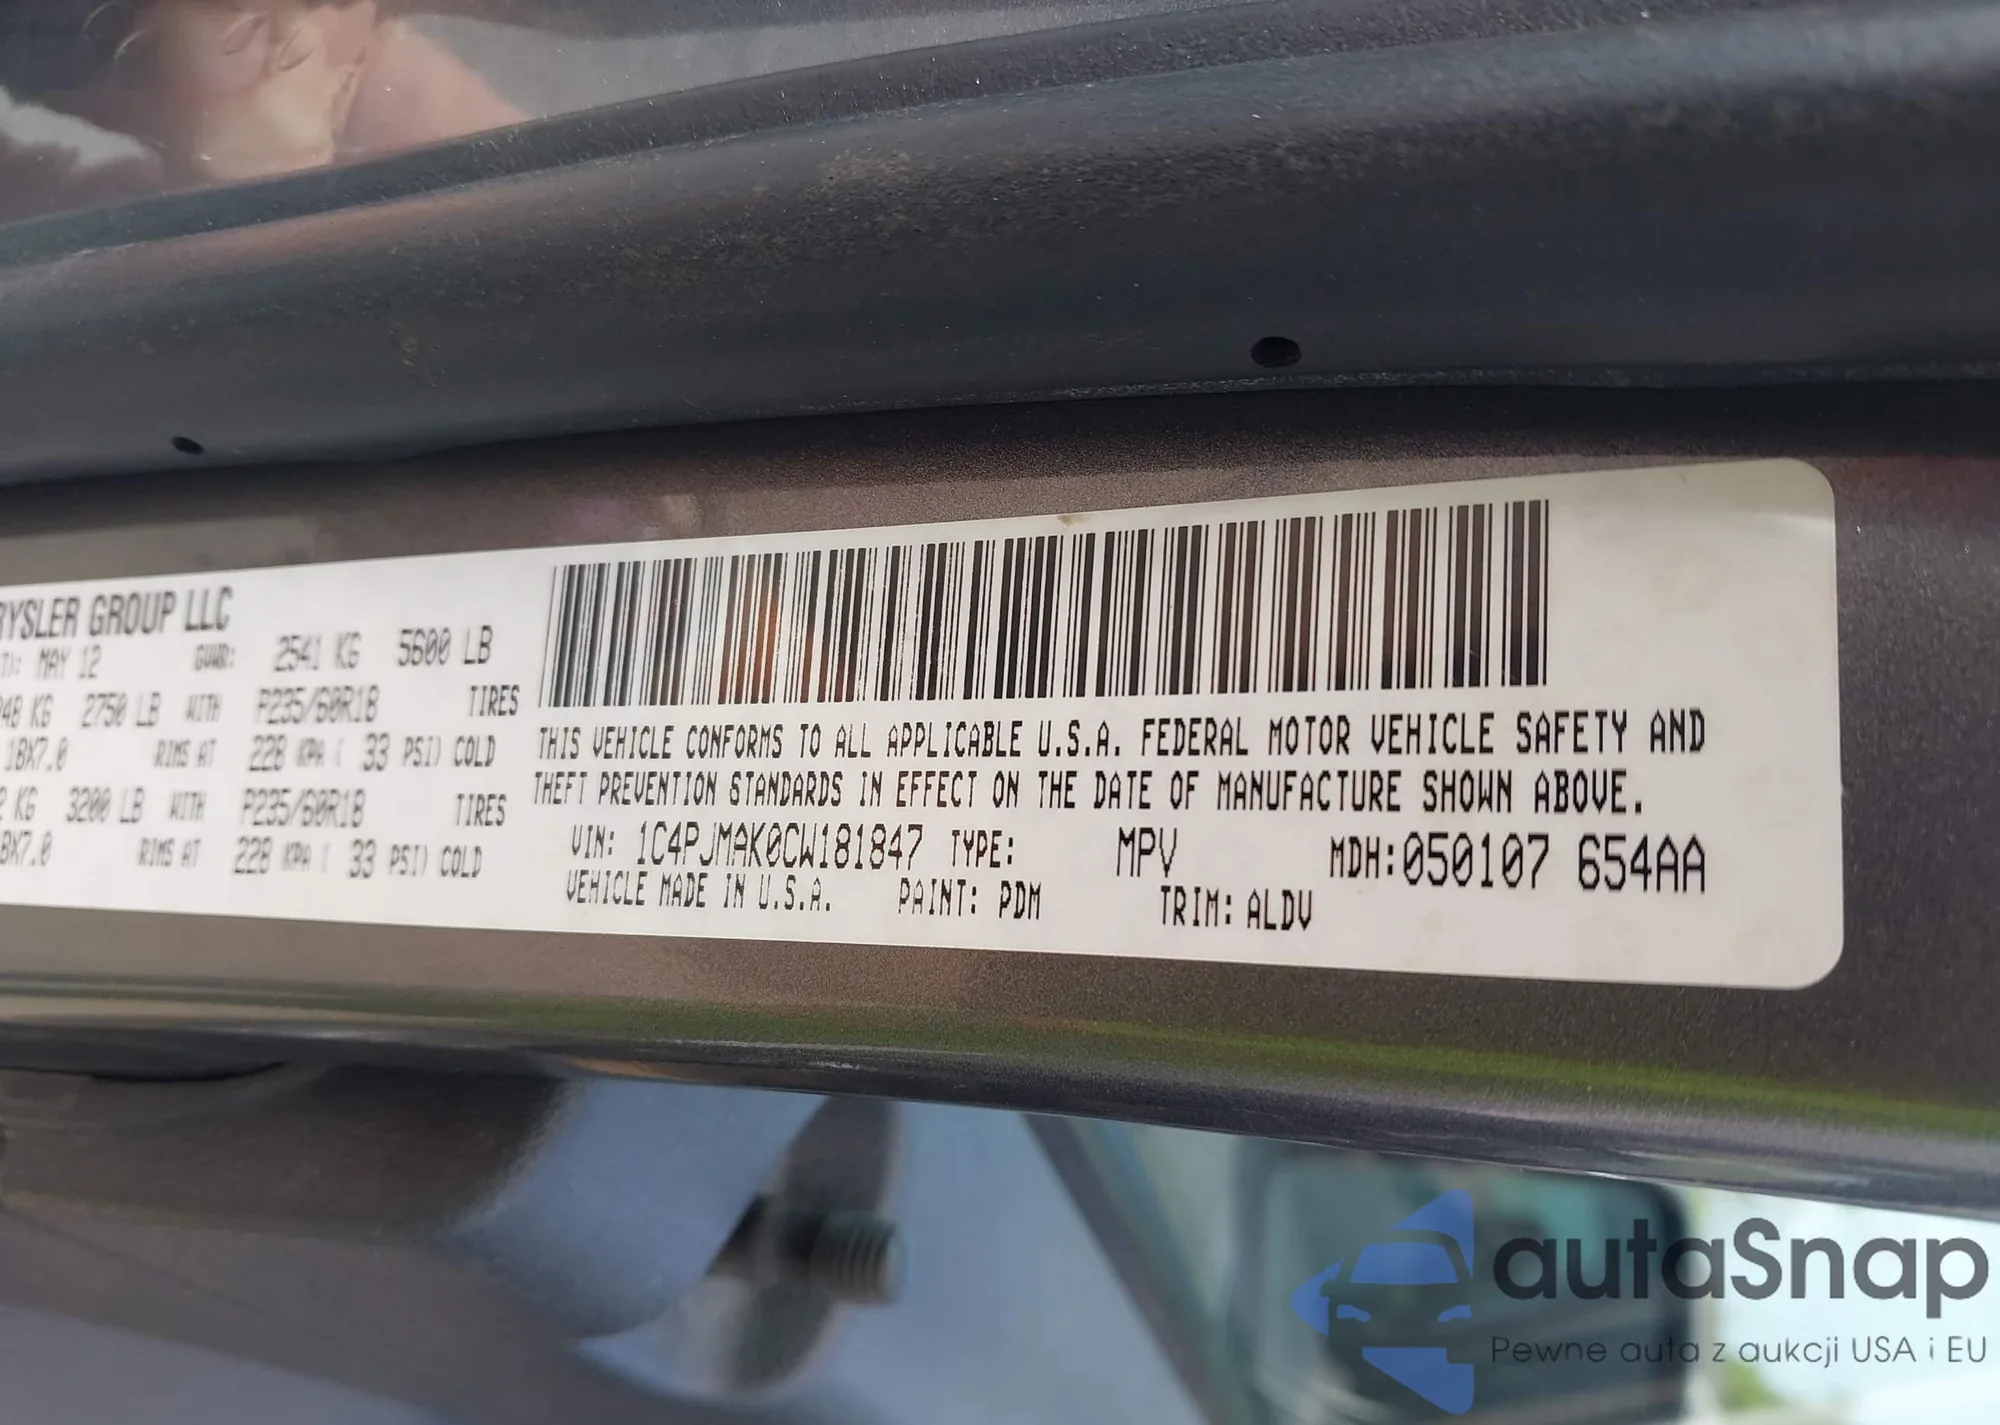 RYSLER GROUP LLC
T): MAY 12 GVWR: 2541 KG 5600 LB
248 KG 2750 LB WITH P235/60R18 TIRES
18X7.0 RIMS AT 228 KPA ( 33 PSI) COLD
2 KG 3200 LB WITH P235/60R18 TIRES
8X7.0 RIMS AT 228 KPA ( 33 PSI) COLD
THIS VEHICLE CONFORMS TO ALL APPLICABLE U.S.A. FEDERAL MOTOR VEHICLE SAFETY AND
THEFT PREVENTION STANDARDS IN EFFECT ON THE DATE OF MANUFACTURE SHOWN ABOVE.
VIN: 1C4PJMAK0CW181847 TYPE: MPV MDH:050107 654AA
VEHICLE MADE IN U.S.A. PAINT: PDM TRIM: ALDV
autaSnap
Pewne auta z aukcji USA i EU